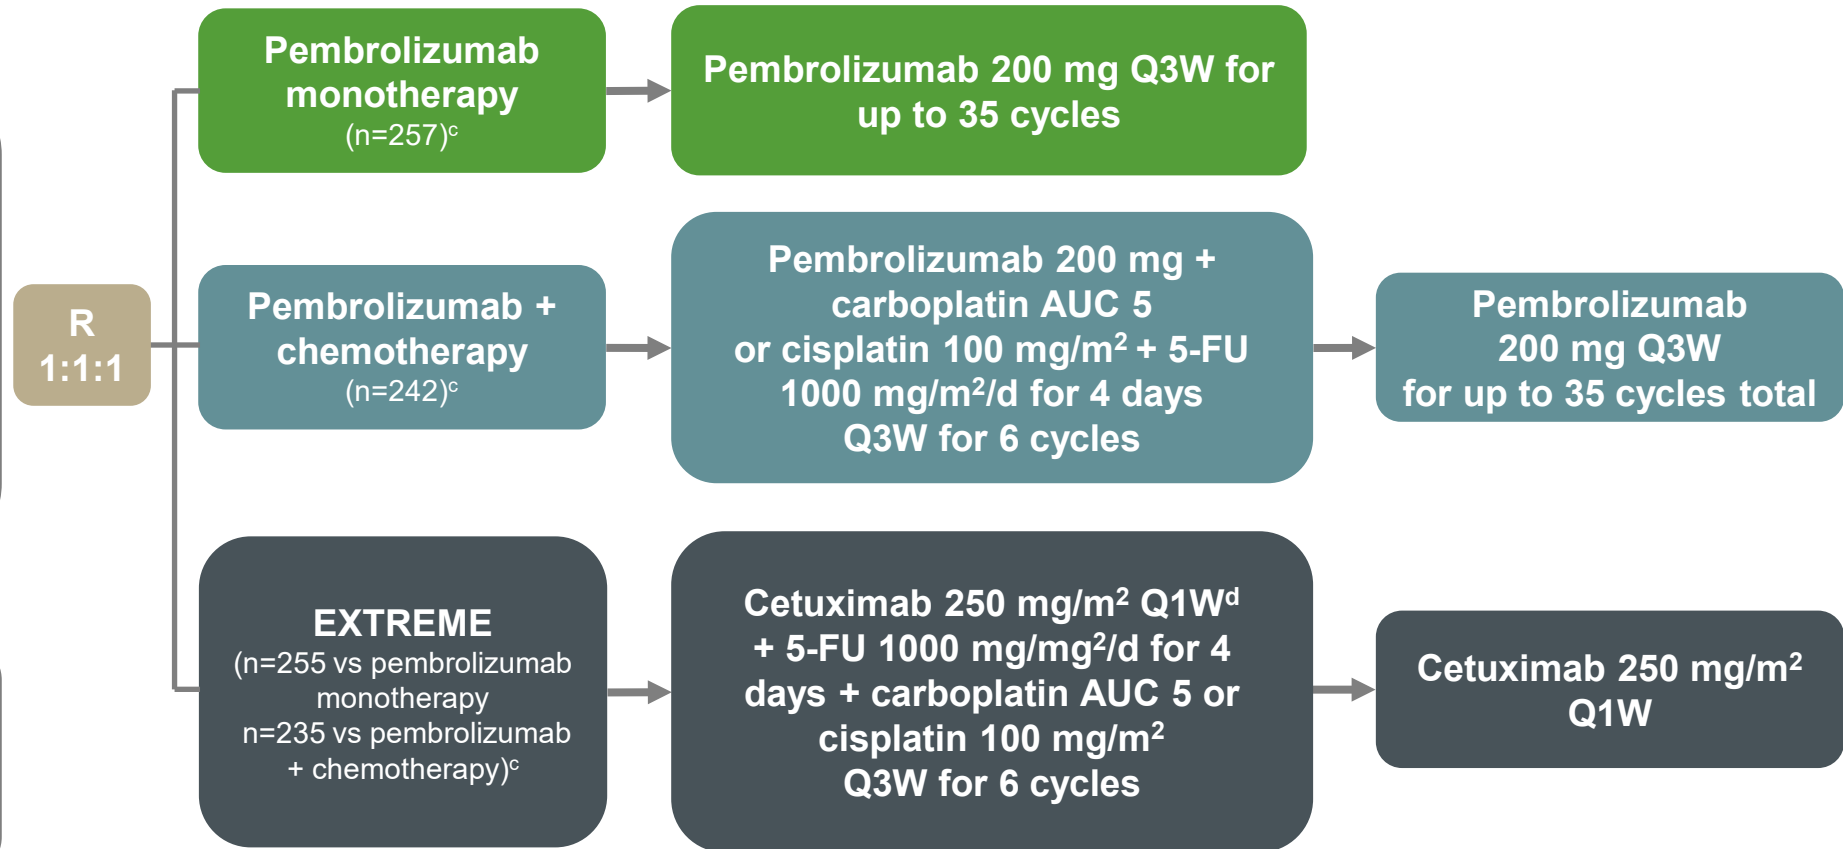 Pembrolizumab
monotherapy
(n=257)ᶜ
Pembrolizumab 200 mg Q3W for
up to 35 cycles
R
1:1:1
Pembrolizumab +
chemotherapy
(n=242)ᶜ
Pembrolizumab 200 mg +
carboplatin AUC 5
or cisplatin 100 mg/m² + 5-FU
1000 mg/m²/d for 4 days
Q3W for 6 cycles
Pembrolizumab
200 mg Q3W
for up to 35 cycles total
EXTREME
(n=255 vs pembrolizumab
monotherapy
n=235 vs pembrolizumab
+ chemotherapy)ᶜ
Cetuximab 250 mg/m² Q1Wᵈ
+ 5-FU 1000 mg/mg²/d for 4
days + carboplatin AUC 5 or
cisplatin 100 mg/m²
Q3W for 6 cycles
Cetuximab 250 mg/m²
Q1W